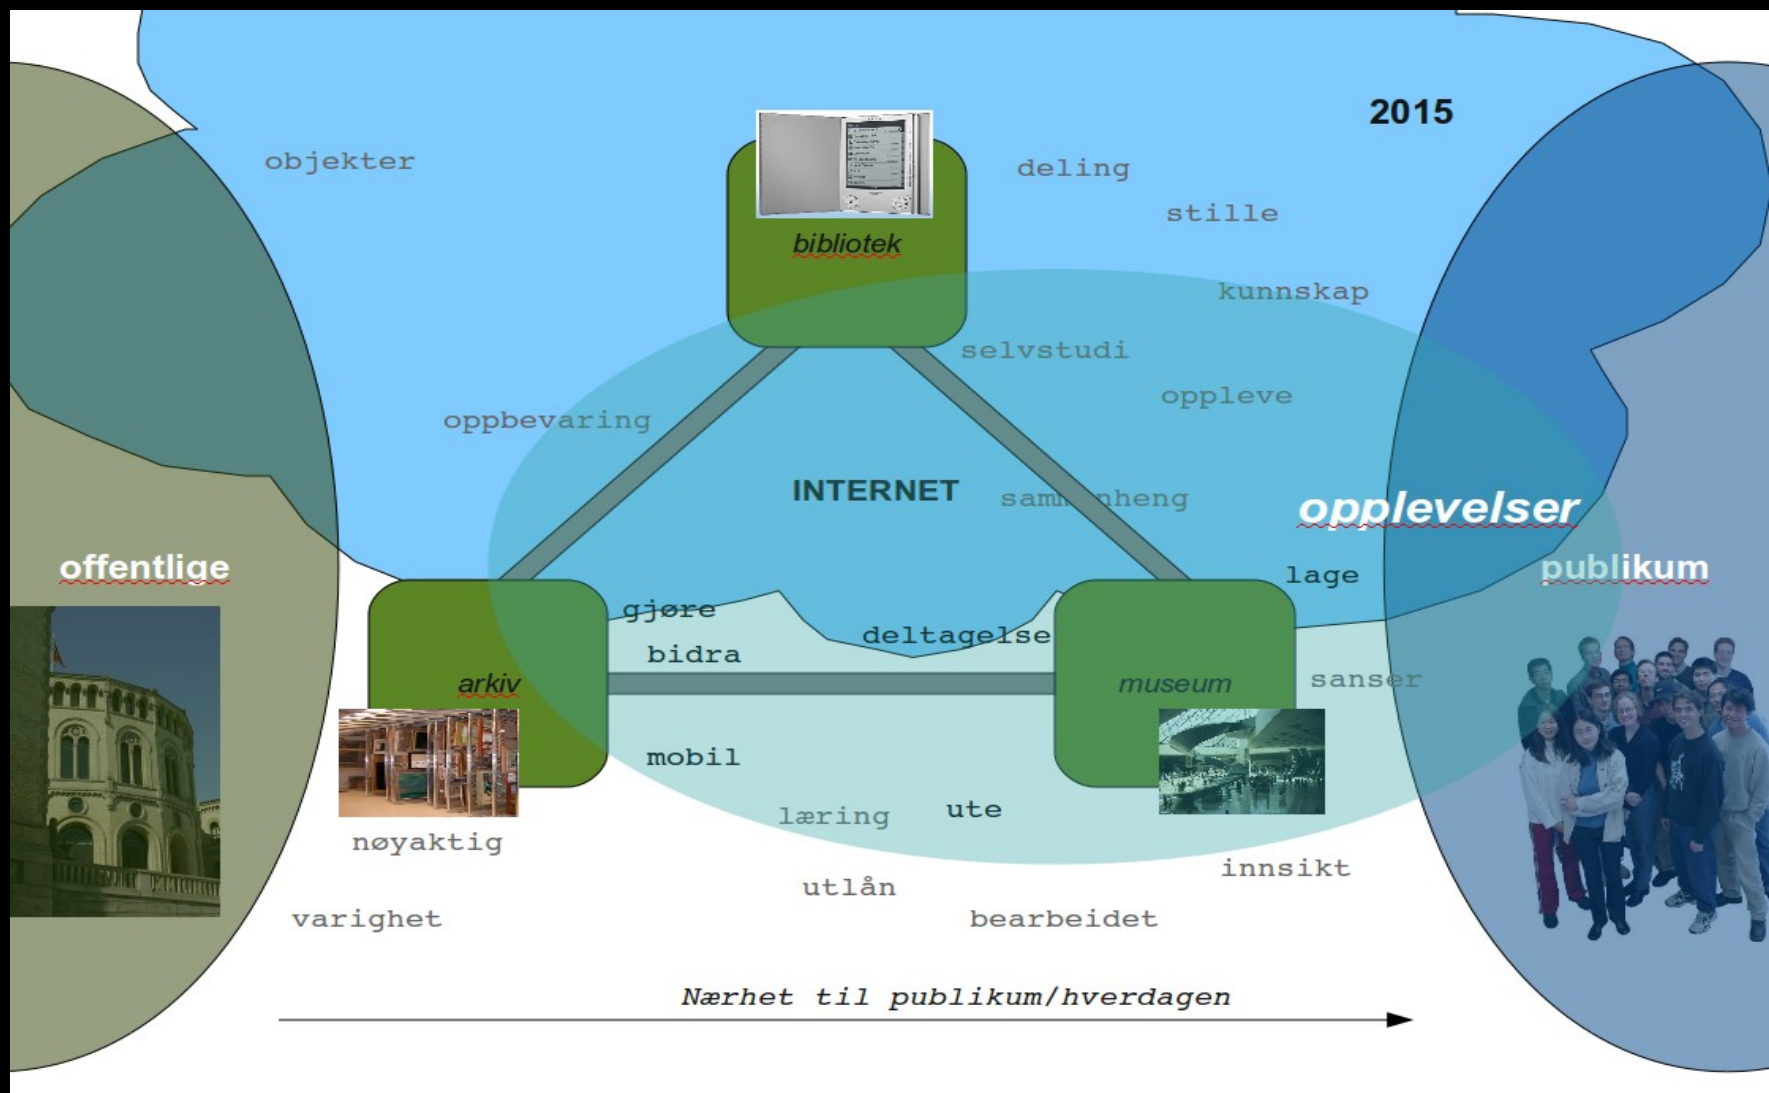 2015
objekter
deling
stille
bibliotek
kunnskap
selvstudi
oppleve
oppbevaring
INTERNET
sammenheng
opplevelser
offentlige
publikum
lage
gjøre
deltagelse
bidra
arkiv
museum
sanser
mobil
ute
læring
nøyaktig
innsikt
utlån
varighet
bearbeidet
Nærhet til publikum/hverdagen